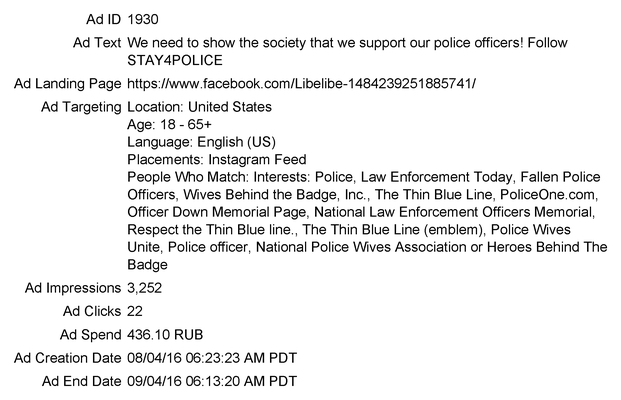 Ad ID 1930
Ad Text We need to show the society that we support our police officers! Follow
STAY4POLICE
Ad Landing Page https://www.facebook.com/Libelibe-1484239251885741/
Ad Targeting Location: United States
Age: 18 - 65+
Language: English (US)
Placements: Instagram Feed
People Who Match: Interests: Police, Law Enforcement Today, Fallen Police
Officers, Wives Behind the Badge, Inc., The Thin Blue Line, PoliceOne.com,
Officer Down Memorial Page, National Law Enforcement Officers Memorial,
Respect the Thin Blue line., The Thin Blue Line (emblem), Police Wives
Unite, Police officer, National Police Wives Association or Heroes Behind The
Badge
Ad Impressions 3,252
Ad Clicks 22
Ad Spend 436.10 RUB
Ad Creation Date 08/04/16 06:23:23 AM PDT
Ad End Date 09/04/16 06:13:20 AM PDT